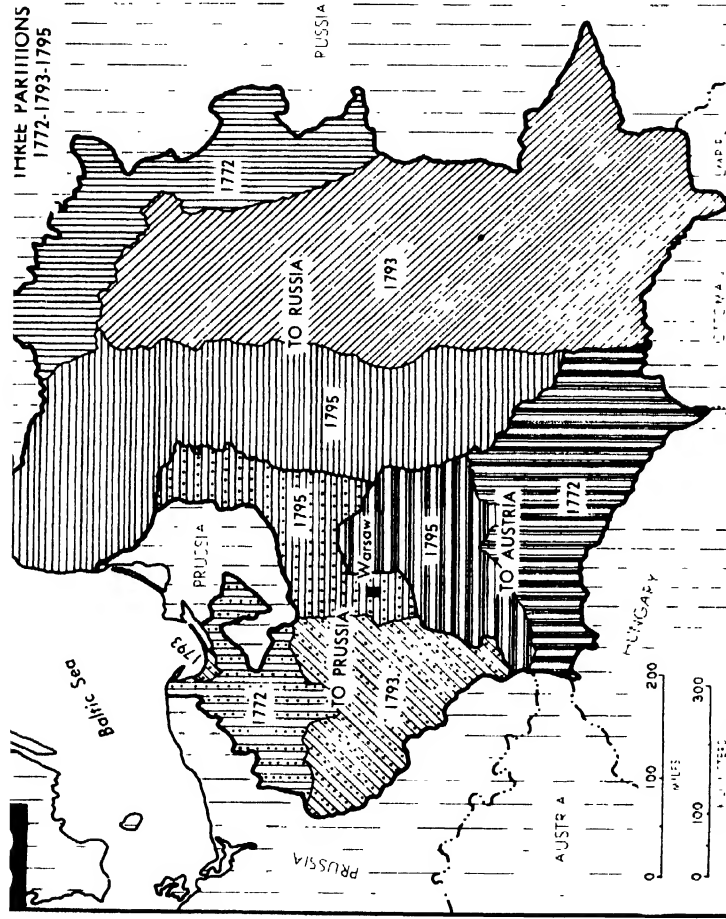 THREE PARTITIONS
1772-1793-1795
RUSSIA
Baltic Sea
1772
TO RUSSIA
1793
1795
PRUSSIA
1793
1772
TO PRUSSIA
1793
1795
Warsaw
1795
TO AUSTRIA
1772
PRUSSIA
AUSTRIA
HUNGARY
0 100 200
MILES
0 100 300